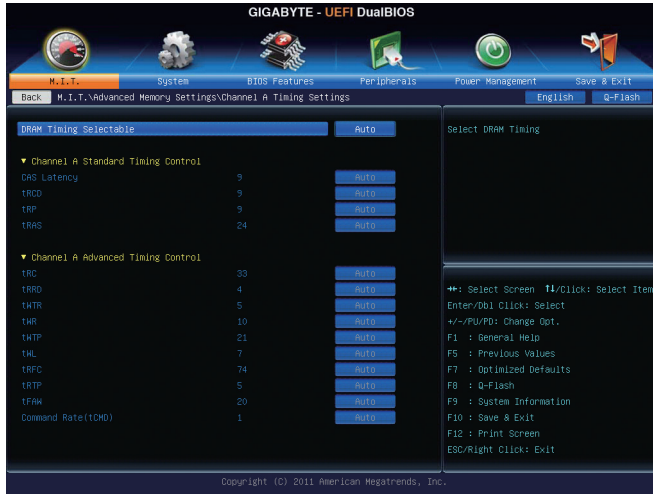 GIGABYTE - UEFI DualBIOS
M.I.T. System BIOS Features Peripherals Power Management Save & Exit
Back M.I.T.\Advanced Memory Settings\Channel A Timing Settings English Q-Flash
DRAM Timing Selectable Auto
▼ Channel A Standard Timing Control
CAS Latency 9 Auto
tRCD 9 Auto
tRP 9 Auto
tRAS 24 Auto
▼ Channel A Advanced Timing Control
tRC 33 Auto
tRRD 4 Auto
tWTR 5 Auto
tWR 10 Auto
tWTP 21 Auto
tWL 7 Auto
tRFC 74 Auto
tRTP 5 Auto
tFAW 20 Auto
Command Rate(tCMD) 1 Auto
Select DRAM Timing
→←: Select Screen ↑↓/Click: Select Item
Enter/Dbl Click: Select
+/-/PU/PD: Change Opt.
F1 : General Help
F5 : Previous Values
F7 : Optimized Defaults
F8 : Q-Flash
F9 : System Information
F10 : Save & Exit
F12 : Print Screen
ESC/Right Click: Exit
Copyright (C) 2011 American Megatrends, Inc.